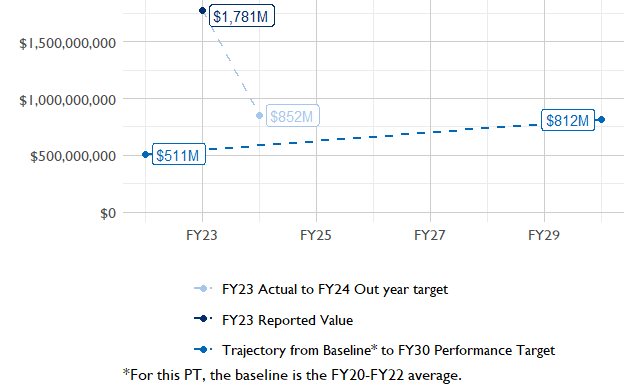 $1,781M
$1,500,000,000
$1,000,000,000
$852M
$812M
$511M
$500,000,000
$0
FY23 FY25 FY27 FY29
FY23 Actual to FY24 Out year target
FY23 Reported Value
Trajectory from Baseline* to FY30 Performance Target
*For this PT, the baseline is the FY20-FY22 average.